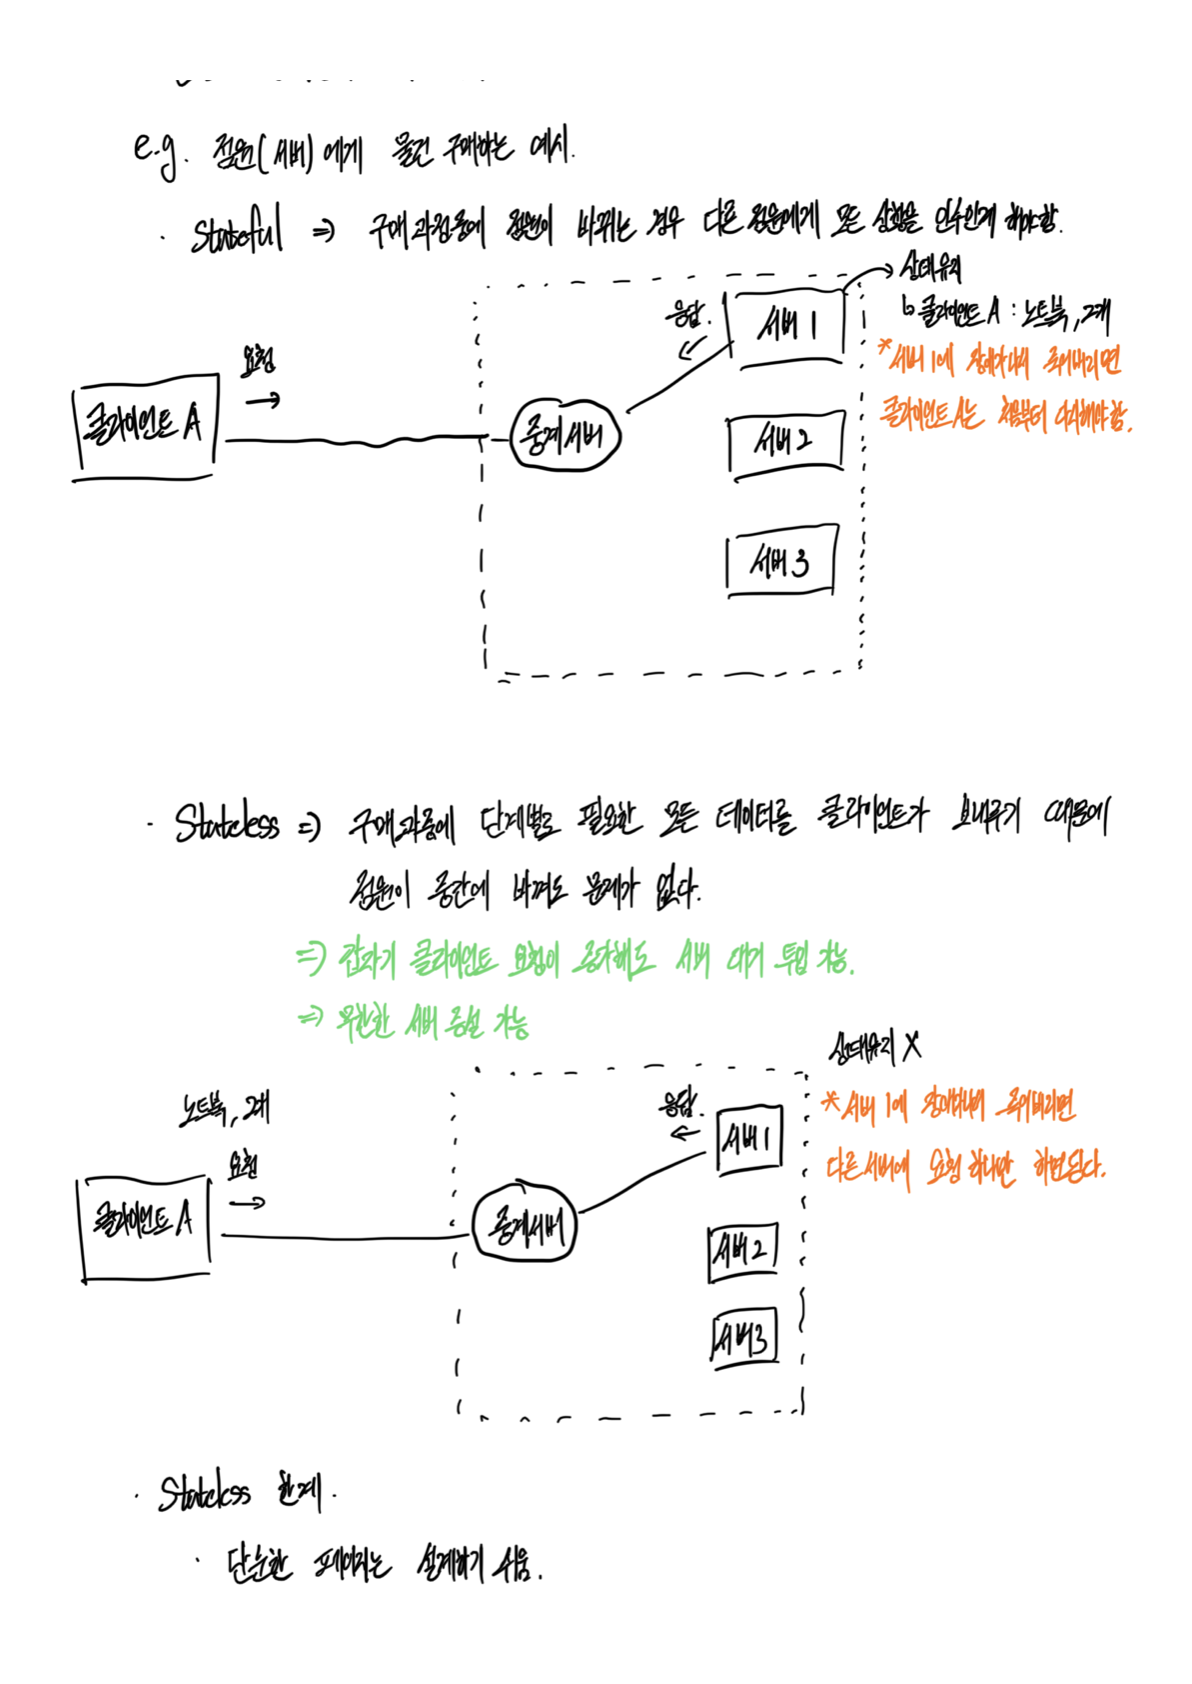 e.g. 점원(서버)에게 물건 구매하는 예시.
· Stateful => 구매 과정중에 점원이 바뀌는 경우 다른 점원에게 모든 상황을 인수인계 해야함.
상태유지
↳ 클라이언트 A : 노트북, 2개
응답.
서버 1
* 서버 1에 장애가나서 죽어버리면
클라이언트 A는 처음부터 다시해야함.
요청
클라이언트 A
중계서버
서버 2
서버 3
· Stateless => 구매 과정중에 단계별로 필요한 모든 데이터를 클라이언트가 보내주기 때문에
점원이 중간에 바껴도 문제가 없다.
=> 갑자기 클라이언트 요청이 증가해도 서버 대거 투입 가능.
=> 무한한 서버 증설 가능
상태유지 X
노트북, 2개
응답.
서버 1
* 서버 1에 장애나서 죽어버리면
다른 서버에 요청 하나만 하면된다.
요청
클라이언트 A
중계서버
서버 2
서버 3
· Stateless 한계.
· 단순한 페이지는 설계하기 쉬움.